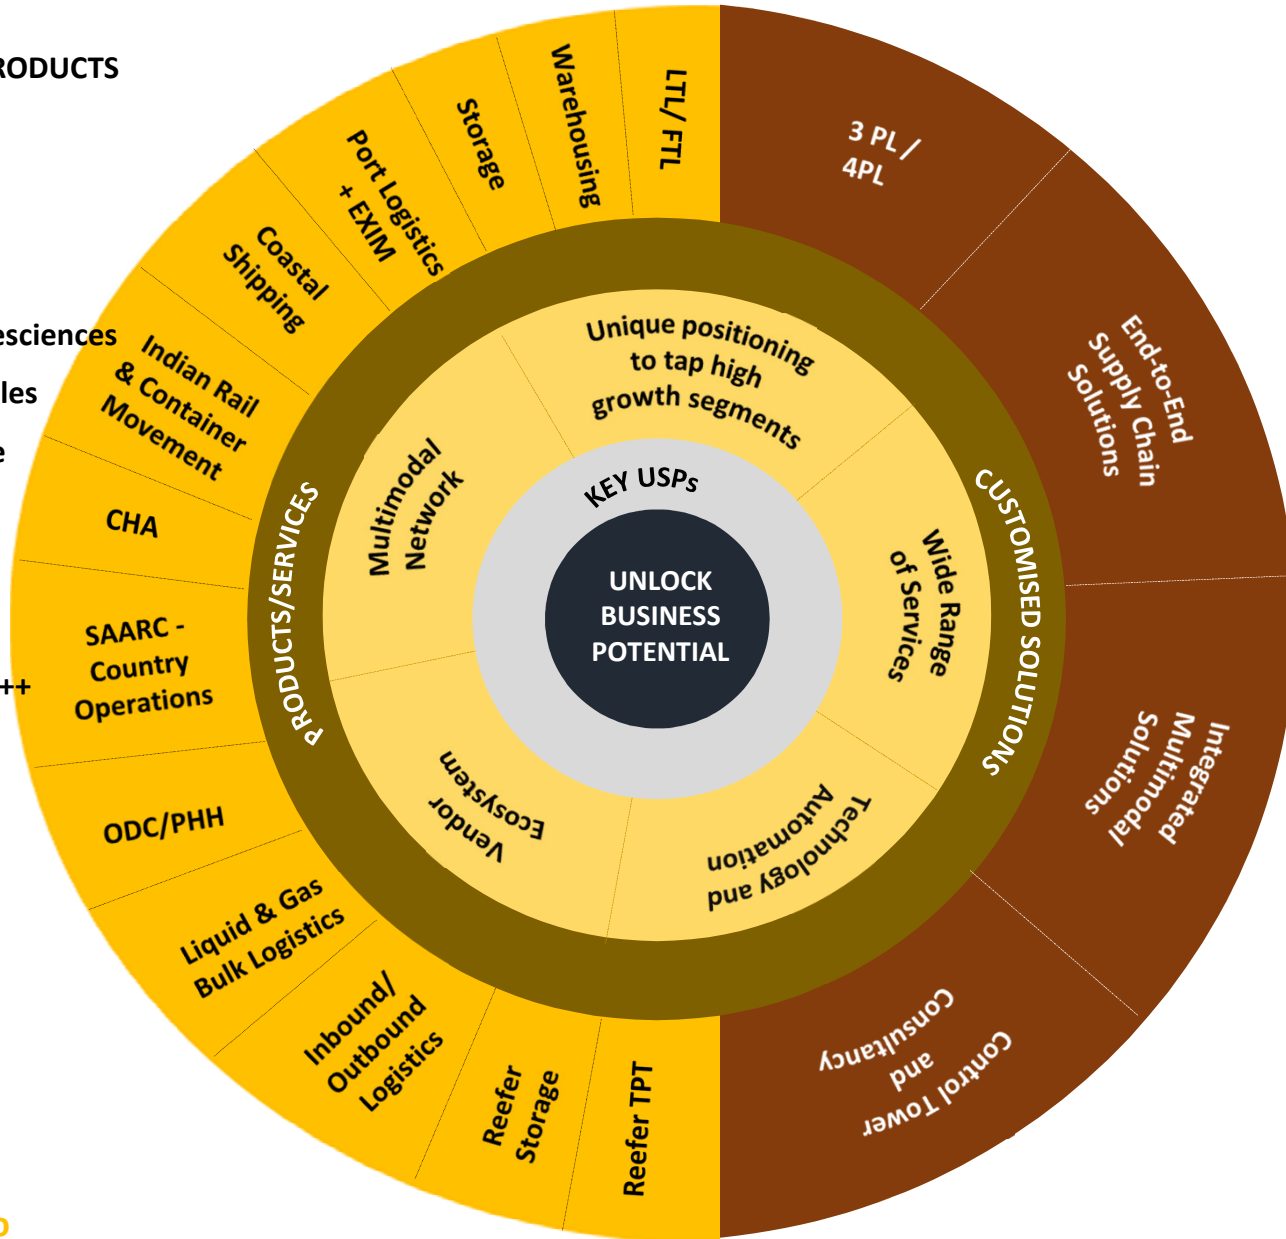 RODUCTS
esciences
les
e
++
o
LTL/ FTL
Warehousing
Storage
Port Logistics
+ EXIM
Coastal
Shipping
Indian Rail
& Container
Movement
CHA
SAARC -
Country
Operations
ODC/PHH
Liquid & Gas
Bulk Logistics
Inbound/
Outbound
Logistics
Reefer
Storage
Reefer TPT
3 PL /
4PL
End-to-End
Supply Chain
Solutions
Integrated
Multimodal
Solutions
Control Tower
and
Consultancy
PRODUCTS/SERVICES
CUSTOMISED SOLUTIONS
Unique positioning
to tap high
growth segments
Wide Range
of Services
Technology and
Automation
Vendor
Ecosystem
Multimodal
Network
KEY USPs
UNLOCK
BUSINESS
POTENTIAL